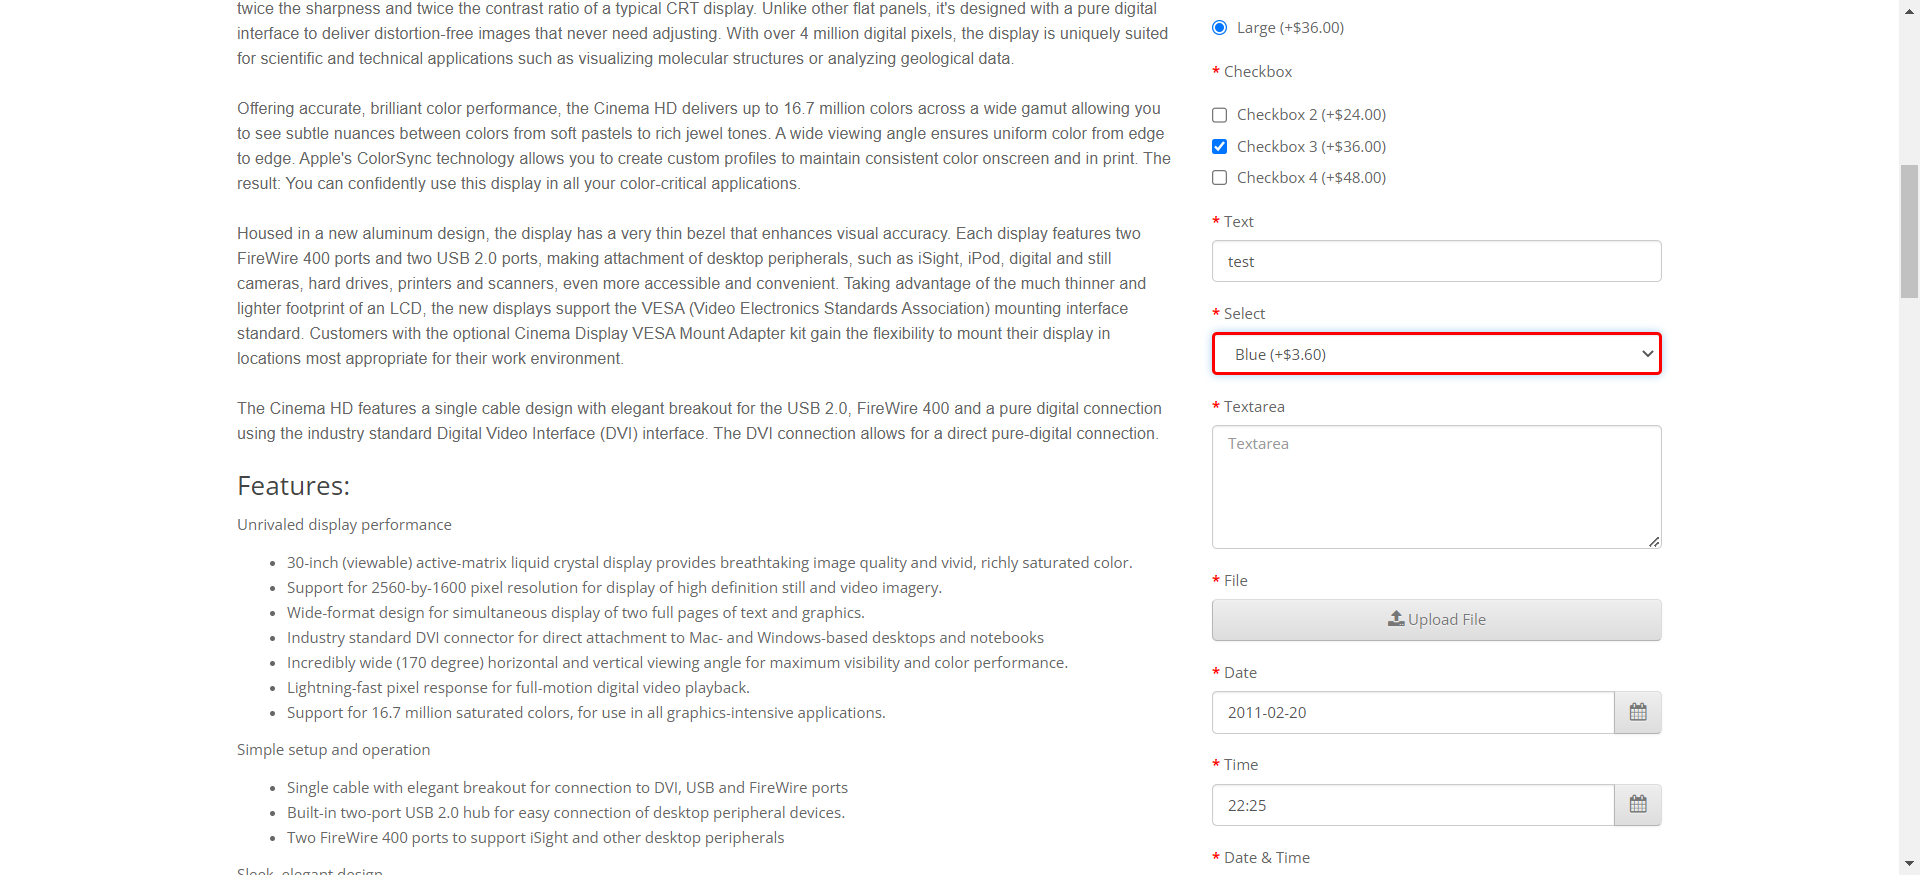 twice the sharpness and twice the contrast ratio of a typical CRT display. Unlike other flat panels, it's designed with a pure digital
interface to deliver distortion-free images that never need adjusting. With over 4 million digital pixels, the display is uniquely suited
for scientific and technical applications such as visualizing molecular structures or analyzing geological data.
Offering accurate, brilliant color performance, the Cinema HD delivers up to 16.7 million colors across a wide gamut allowing you
to see subtle nuances between colors from soft pastels to rich jewel tones. A wide viewing angle ensures uniform color from edge
to edge. Apple's ColorSync technology allows you to create custom profiles to maintain consistent color onscreen and in print. The
result: You can confidently use this display in all your color-critical applications.
Housed in a new aluminum design, the display has a very thin bezel that enhances visual accuracy. Each display features two
FireWire 400 ports and two USB 2.0 ports, making attachment of desktop peripherals, such as iSight, iPod, digital and still
cameras, hard drives, printers and scanners, even more accessible and convenient. Taking advantage of the much thinner and
lighter footprint of an LCD, the new displays support the VESA (Video Electronics Standards Association) mounting interface
standard. Customers with the optional Cinema Display VESA Mount Adapter kit gain the flexibility to mount their display in
locations most appropriate for their work environment.
The Cinema HD features a single cable design with elegant breakout for the USB 2.0, FireWire 400 and a pure digital connection
using the industry standard Digital Video Interface (DVI) interface. The DVI connection allows for a direct pure-digital connection.
Features:
Unrivaled display performance
• 30-inch (viewable) active-matrix liquid crystal display provides breathtaking image quality and vivid, richly saturated color.
• Support for 2560-by-1600 pixel resolution for display of high definition still and video imagery.
• Wide-format design for simultaneous display of two full pages of text and graphics.
• Industry standard DVI connector for direct attachment to Mac- and Windows-based desktops and notebooks
• Incredibly wide (170 degree) horizontal and vertical viewing angle for maximum visibility and color performance.
• Lightning-fast pixel response for full-motion digital video playback.
• Support for 16.7 million saturated colors, for use in all graphics-intensive applications.
Simple setup and operation
• Single cable with elegant breakout for connection to DVI, USB and FireWire ports
• Built-in two-port USB 2.0 hub for easy connection of desktop peripheral devices.
• Two FireWire 400 ports to support iSight and other desktop peripherals
Sleek, elegant design
Large (+$36.00)
* Checkbox
Checkbox 2 (+$24.00)
Checkbox 3 (+$36.00)
Checkbox 4 (+$48.00)
* Text
test
* Select
Blue (+$3.60)
* Textarea
Textarea
* File
Upload File
* Date
2011-02-20
* Time
22:25
* Date & Time